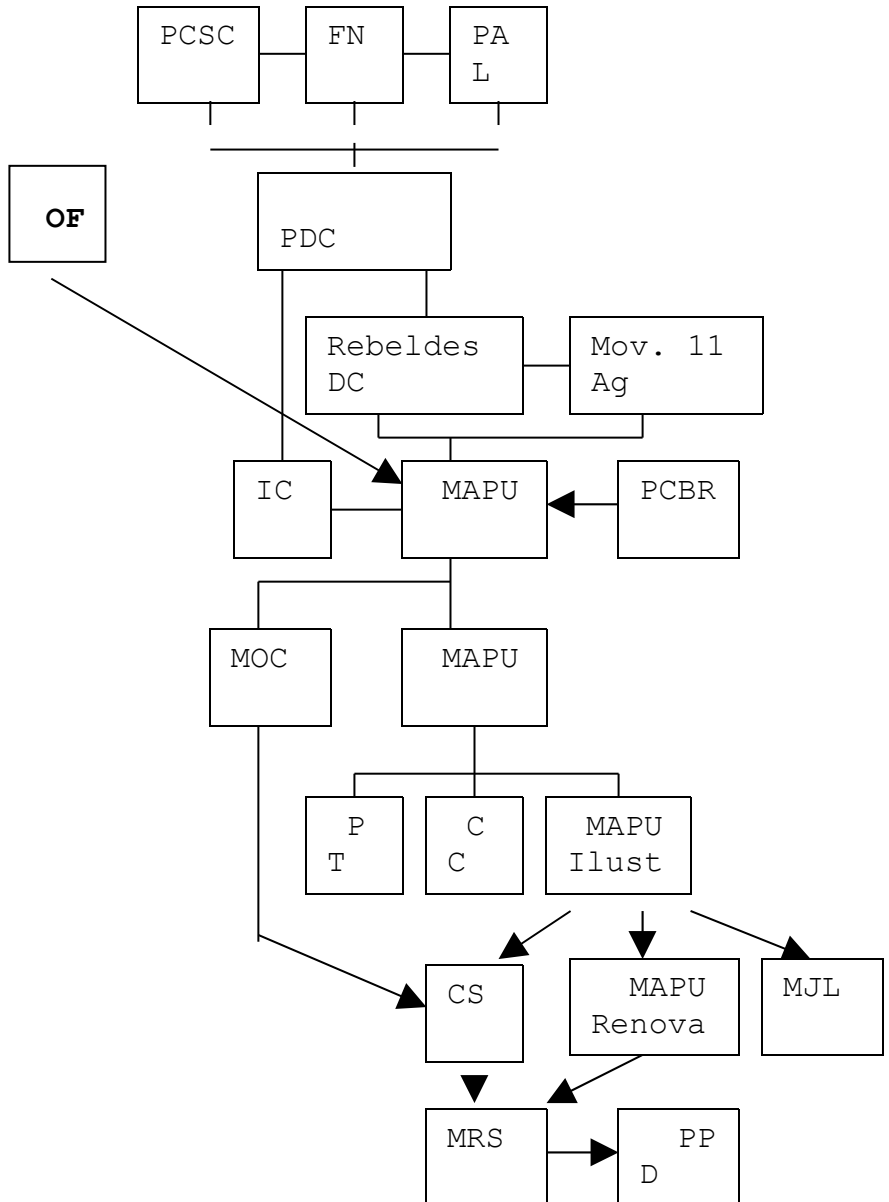 PCSC
FN
PA
L
OF
PDC
Rebeldes
DC
Mov. 11
Ag
IC
MAPU
PCBR
MOC
MAPU
P
T
C
C
MAPU
Ilust
CS
MAPU
Renova
MJL
MRS
PP
D